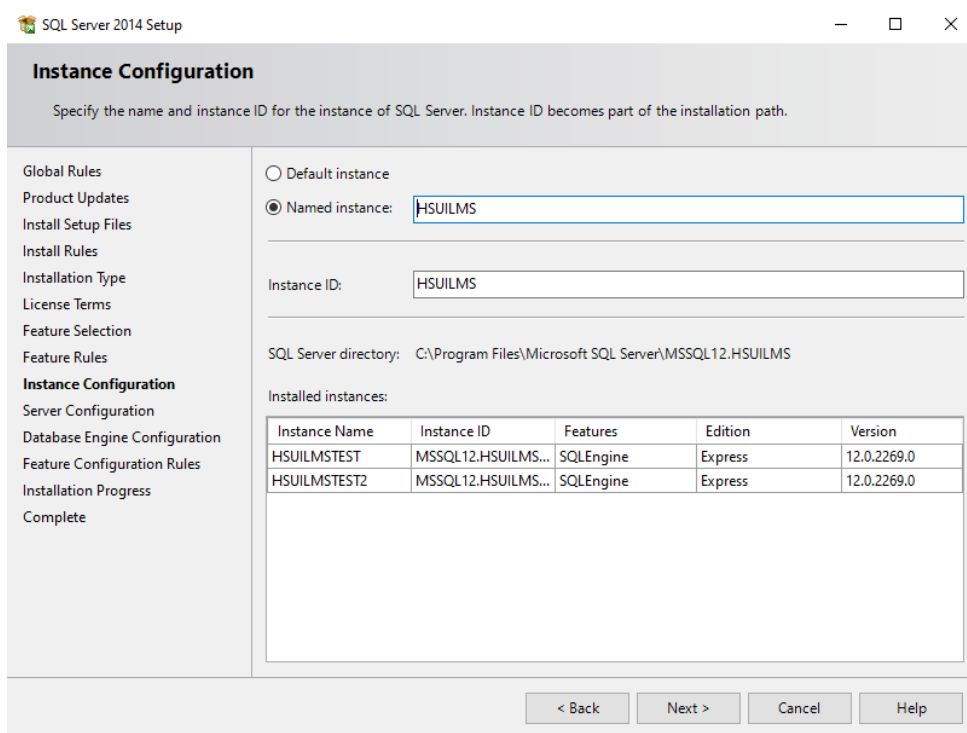 SQL Server 2014 Setup
Instance Configuration
Specify the name and instance ID for the instance of SQL Server. Instance ID becomes part of the installation path.
Global Rules
Product Updates
Install Setup Files
Install Rules
Installation Type
License Terms
Feature Selection
Feature Rules
Instance Configuration
Server Configuration
Database Engine Configuration
Feature Configuration Rules
Installation Progress
Complete
Default instance
Named instance: HSUILMS
Instance ID: HSUILMS
SQL Server directory: C:\Program Files\Microsoft SQL Server\MSSQL12.HSUILMS
Installed instances:
Instance Name Instance ID Features Edition Version
HSUILMSTEST MSSQL12.HSUILMS... SQLEngine Express 12.0.2269.0
HSUILMSTEST2 MSSQL12.HSUILMS... SQLEngine Express 12.0.2269.0
< Back Next > Cancel Help